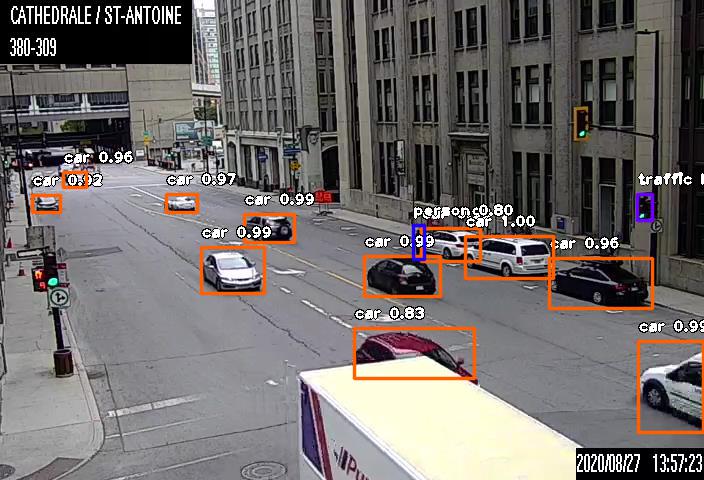 CATHEDRALE / ST-ANTOINE
380-309
car 0.96
car 0.92
car 0.97
car 0.99
person 0.80
car 1.00
car 0.99
car 0.99
car 0.96
traffic
car 0.83
car 0.99
Pur
2020/08/27 13:57:23